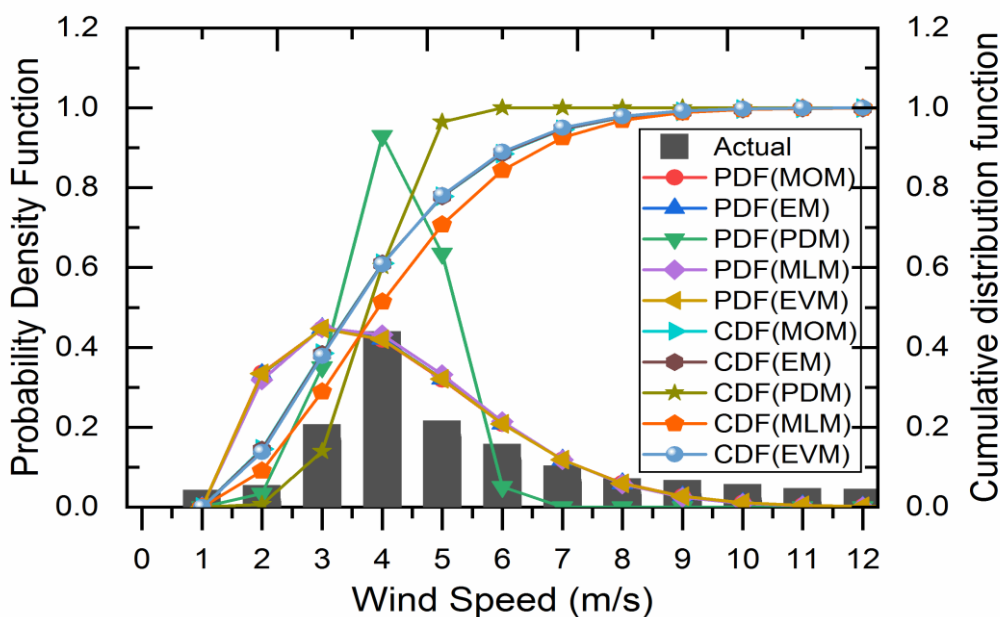 Probability Density Function
1.2
1.0
0.8
0.6
0.4
0.2
0.0
Actual
PDF(MOM)
PDF(EM)
PDF(PDM)
PDF(MLM)
PDF(EVM)
CDF(MOM)
CDF(EM)
CDF(PDM)
CDF(MLM)
CDF(EVM)
1.2
1.0
0.8
0.6
0.4
0.2
0.0
Cumulative distribution function
0 1 2 3 4 5 6 7 8 9 10 11 12
Wind Speed (m/s)